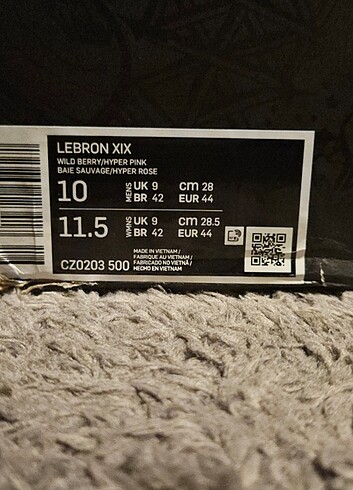 LEBRON XIX
WILD BERRY/HYPER PINK
BAIE SAUVAGE/HYPER ROSE
10 MENS UK 9 cm 28
BR 42 EUR 44
11.5 WMNS UK 9 cm 28.5
BR 42 EUR 44
MADE IN VIETNAM /
FABRIQUE AU VIETNAM /
CZ0203 500 FABRICADO NO VIETNÃ /
HECHO EN VIETNAM